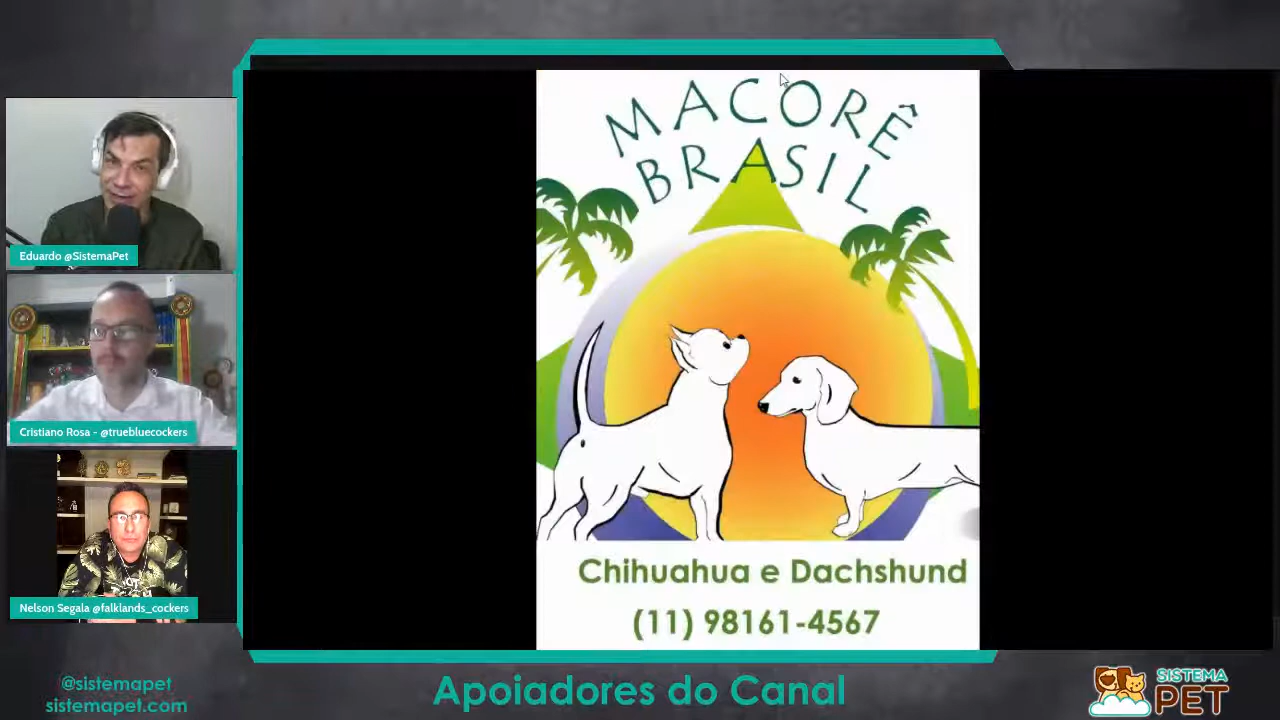 MACORÊ
BRASIL
Eduardo @SistemaPet
Cristiano Rosa - @truebluecockers
Nelson Segala @falklands_cockers
Chihuahua e Dachshund
(11) 98161-4567
@sistemapet
sistemapet.com
Apoiadores do Canal
SISTEMA
PET